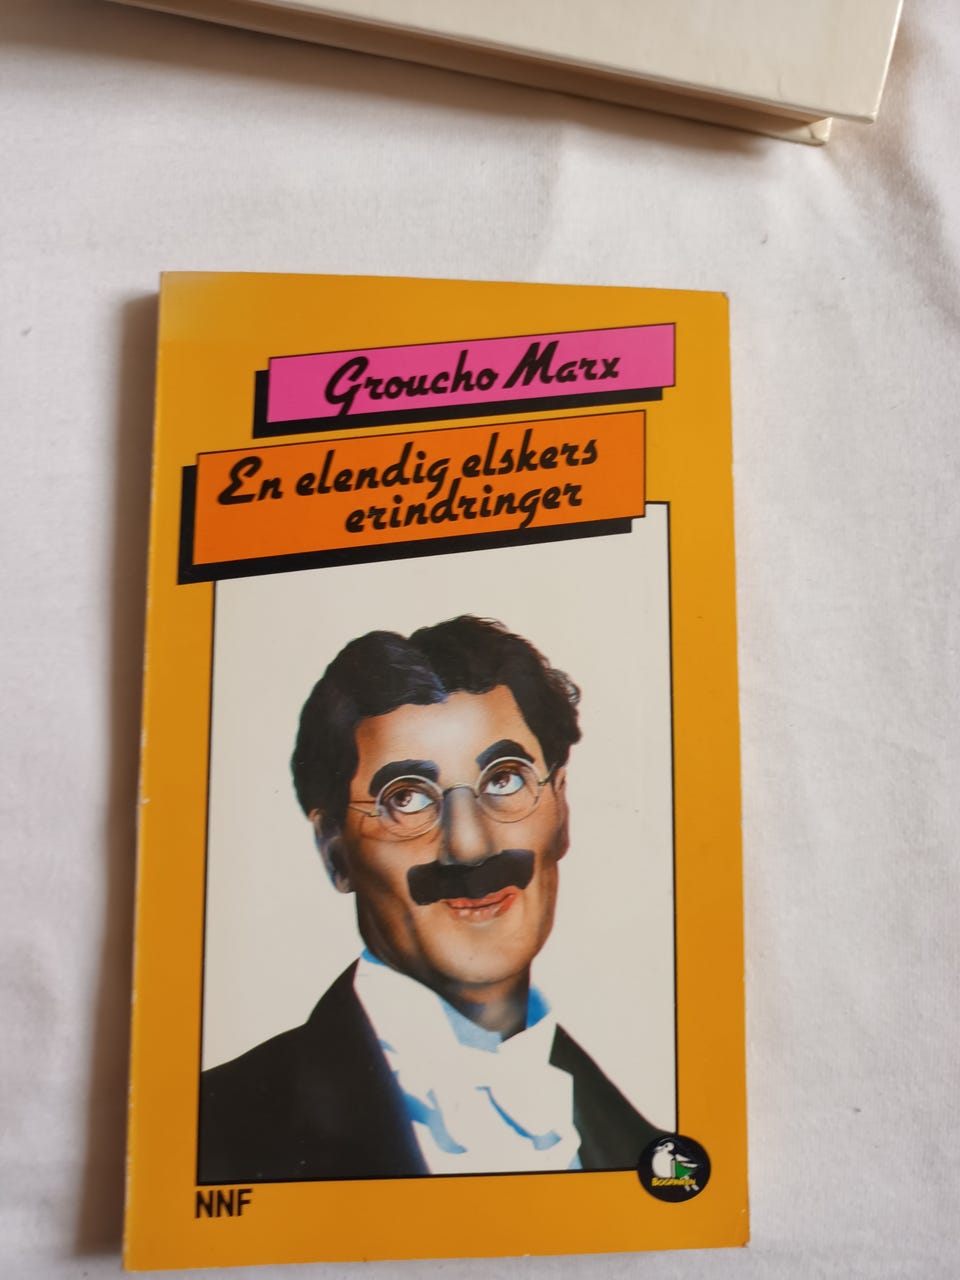 Groucho Marx
En elendig elskers
erindringer
NNF